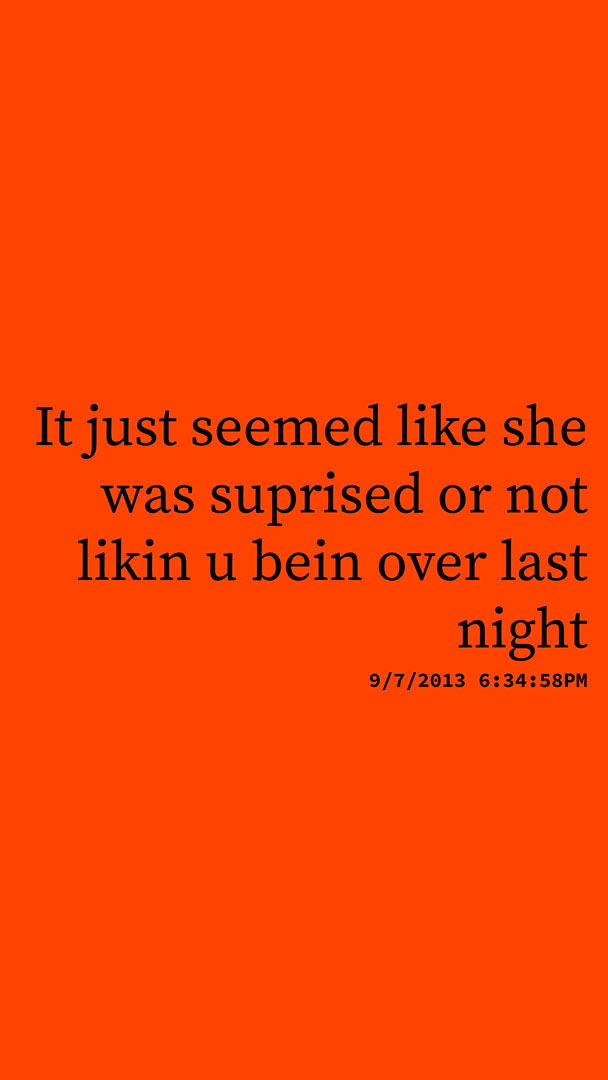 It just seemed like she
was suprised or not
likin u bein over last
night
9/7/2013 6:34:58PM